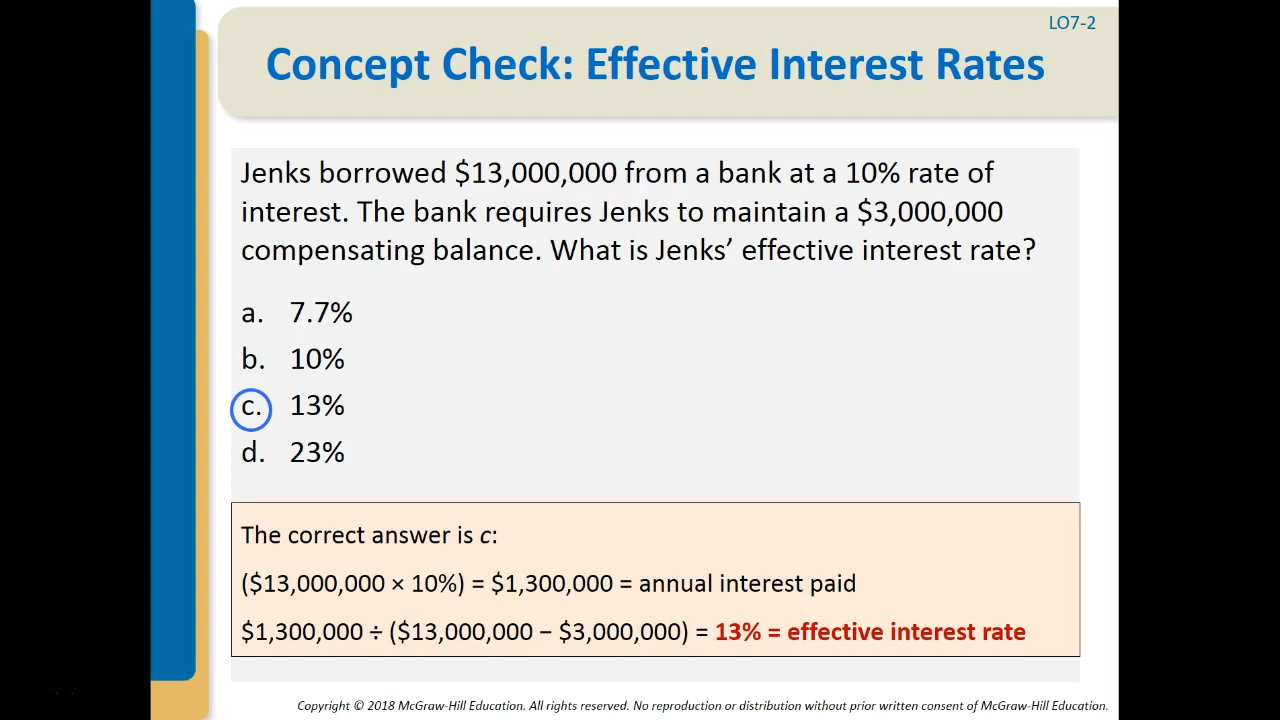 LO7-2
Concept Check: Effective Interest Rates
Jenks borrowed $13,000,000 from a bank at a 10% rate of
interest. The bank requires Jenks to maintain a $3,000,000
compensating balance. What is Jenks’ effective interest rate?
a. 7.7%
b. 10%
c. 13%
d. 23%
The correct answer is c:
($13,000,000 × 10%) = $1,300,000 = annual interest paid
$1,300,000 ÷ ($13,000,000 − $3,000,000) = 13% = effective interest rate
Copyright © 2018 McGraw-Hill Education. All rights reserved. No reproduction or distribution without prior written consent of McGraw-Hill Education.